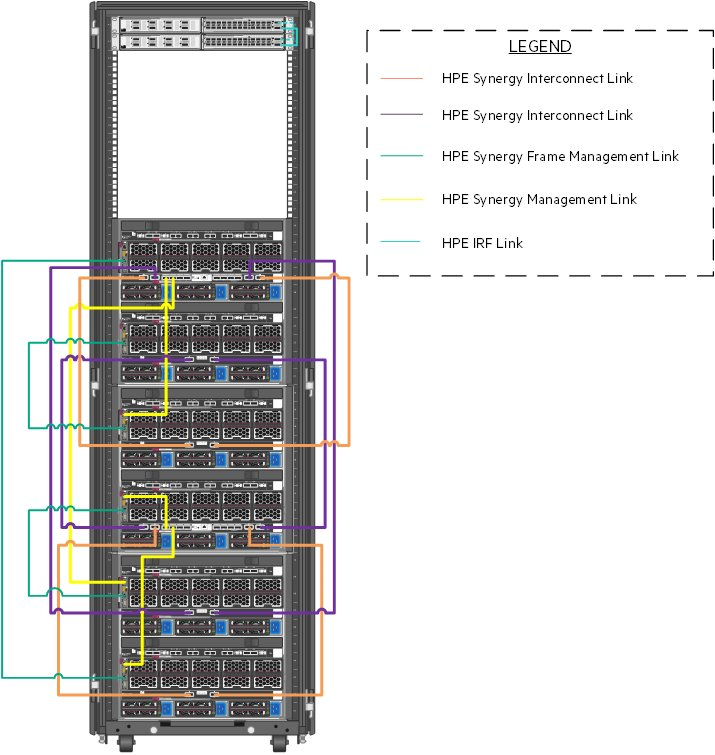 LEGEND
HPE Synergy Interconnect Link
HPE Synergy Interconnect Link
HPE Synergy Frame Management Link
HPE Synergy Management Link
HPE IRF Link